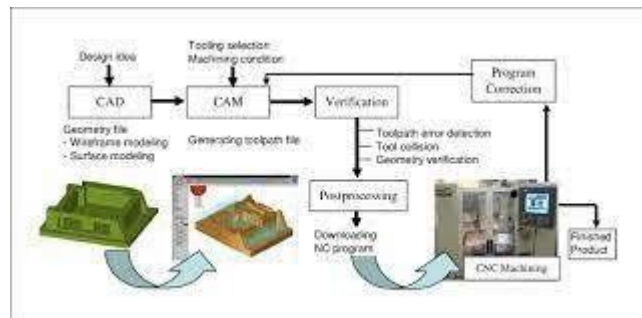 Design idea
Tooling selection
Machining condition
CAD
CAM
Verification
Program
Correction
Geometry file
- Wireframe modeling
- Surface modeling
Generating toolpath file
Toolpath error detection
Tool collision
Geometry verification
Postprocessing
Downloading
NC program
CNC Machining
Finished
Product